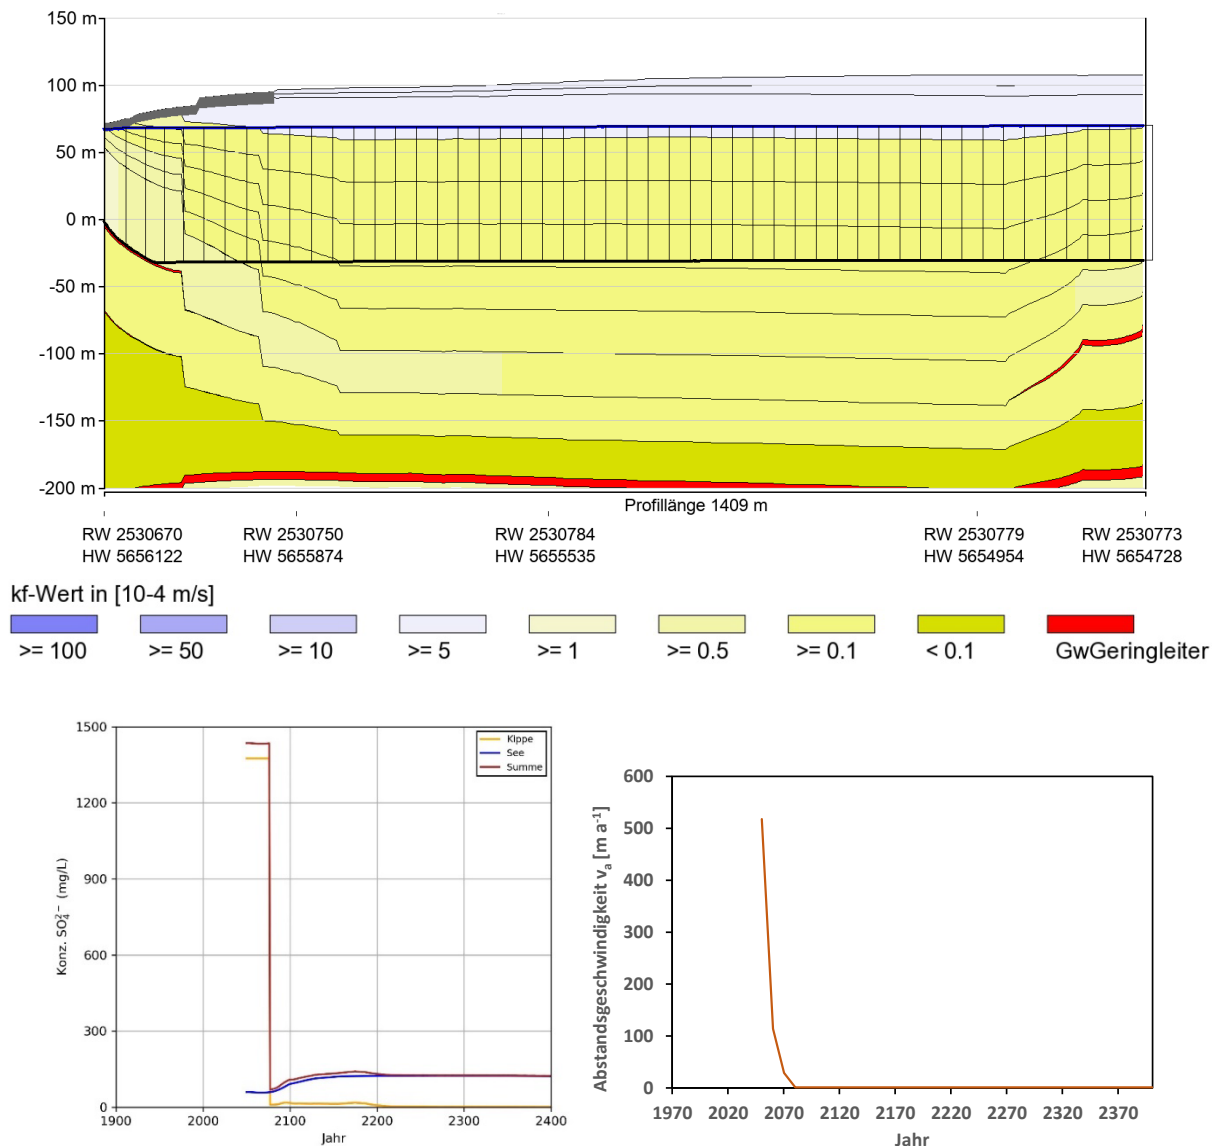 150 m
100 m
50 m
0 m
-50 m
-100 m
-150 m
-200 m
Profillänge 1409 m
RW 2530670
HW 5656122
RW 2530750
HW 5655874
RW 2530784
HW 5655535
RW 2530779
HW 5654954
RW 2530773
HW 5654728
kf-Wert in [10-4 m/s]
>= 100
>= 50
>= 10
>= 5
>= 1
>= 0.5
>= 0.1
< 0.1
GwGeringleiter
1500
1200
900
600
300
0
Konz. SO₄²⁻ (mg/L)
Kippe
See
Summe
1900
2000
2100
2200
2300
2400
Jahr
600
500
400
300
200
100
0
Abstandsgeschwindigkeit vₐ [m a⁻¹]
1970
2020
2070
2120
2170
2220
2270
2320
2370
Jahr